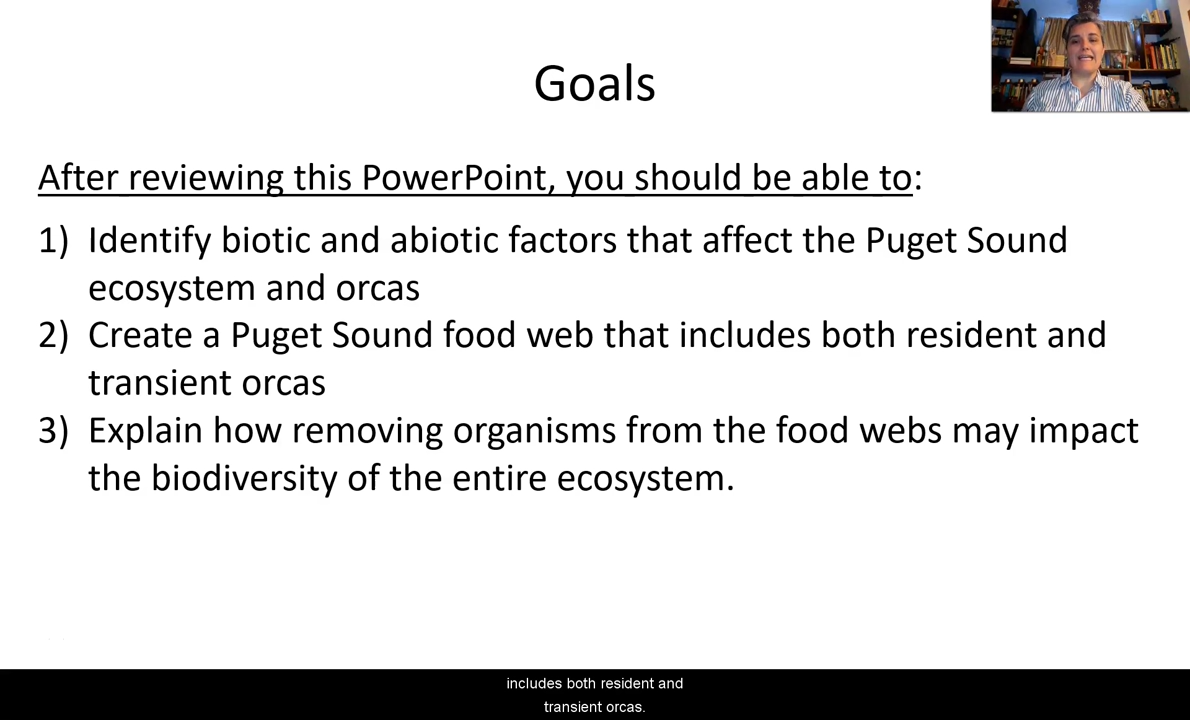 Goals
After reviewing this PowerPoint, you should be able to:
1) Identify biotic and abiotic factors that affect the Puget Sound
ecosystem and orcas
2) Create a Puget Sound food web that includes both resident and
transient orcas
3) Explain how removing organisms from the food webs may impact
the biodiversity of the entire ecosystem.
includes both resident and
transient orcas.